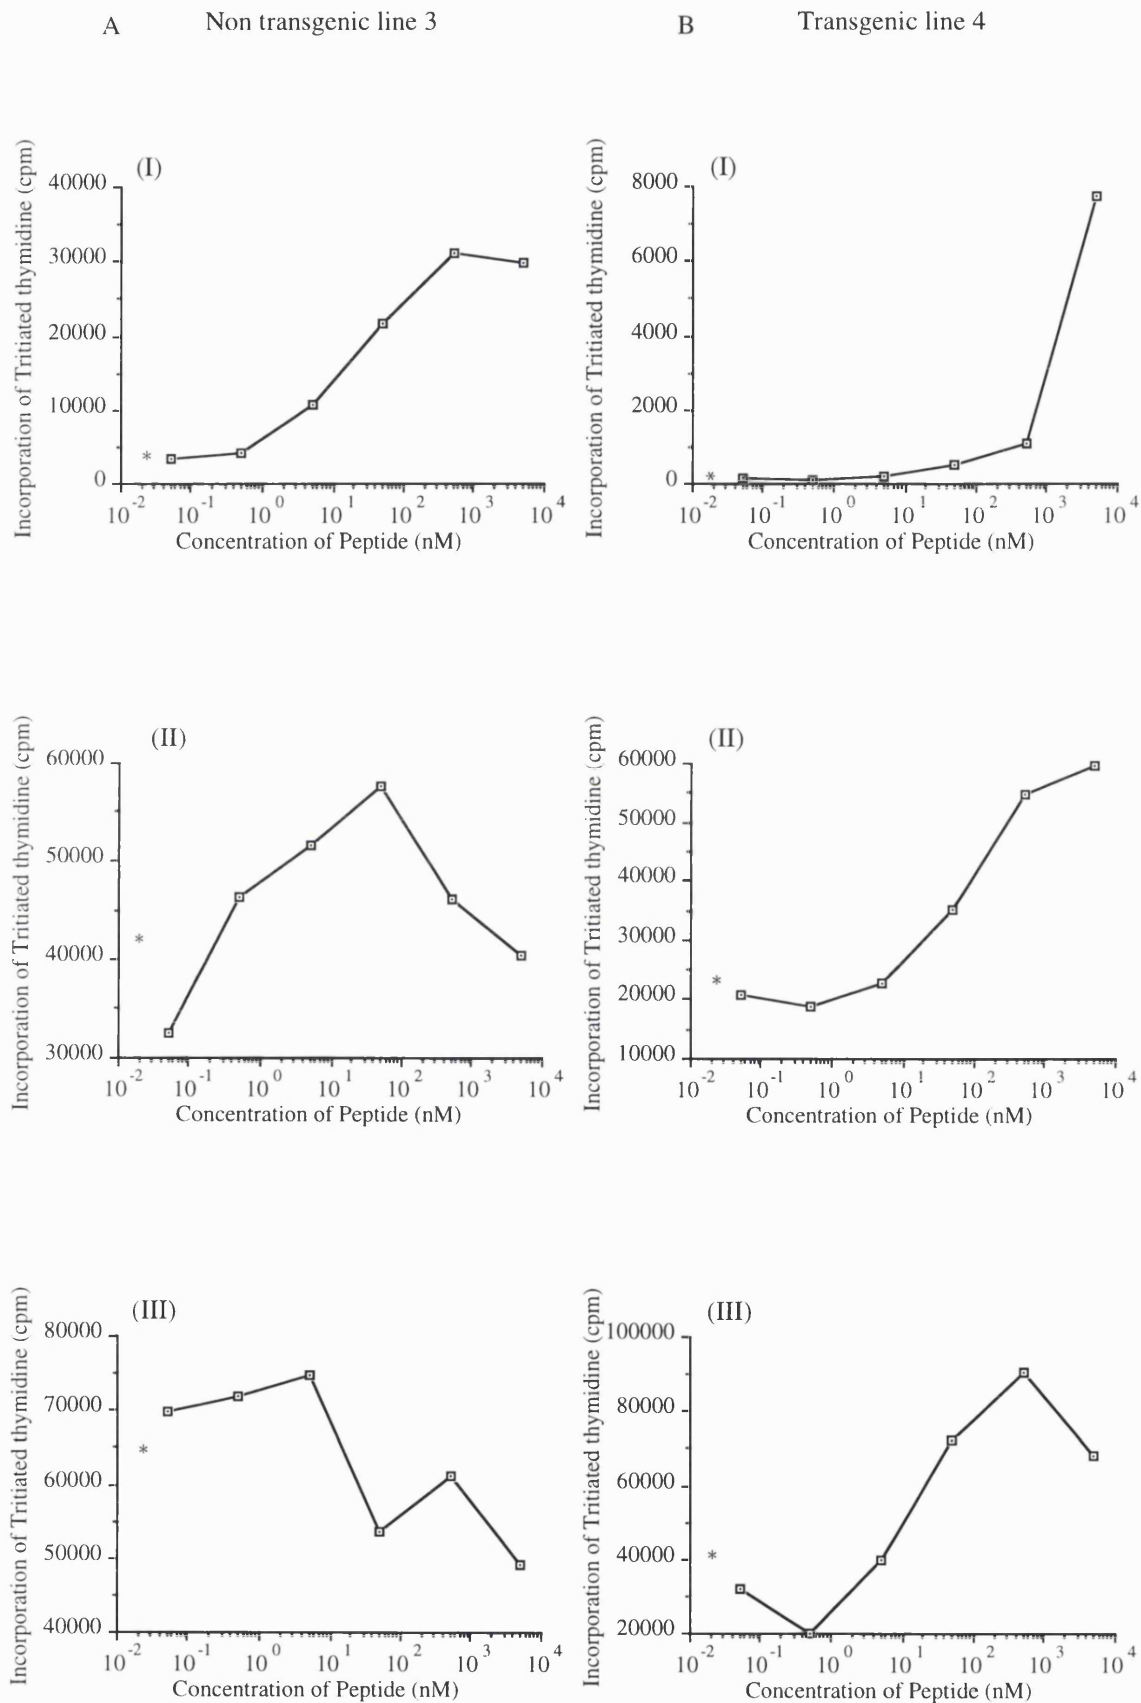 A Non transgenic line 3 B Transgenic line 4
(I)
Incorporation of Tritiated thymidine (cpm)
40000
30000
20000
10000
0
*
10-2 10-1 10 0 10 1 10 2 10 3 10 4
Concentration of Peptide (nM)
(I)
Incorporation of Tritiated thymidine (cpm)
8000
6000
4000
2000
0
*
10-2 10-1 10 0 10 1 10 2 10 3 10 4
Concentration of Peptide (nM)
(II)
Incorporation of Tritiated thymidine (cpm)
60000
50000
40000
30000
*
10-2 10-1 10 0 10 1 10 2 10 3 10 4
Concentration of Peptide (nM)
(II)
Incorporation of Tritiated thymidine (cpm)
60000
50000
40000
30000
20000
10000
*
10-2 10-1 10 0 10 1 10 2 10 3 10 4
Concentration of Peptide (nM)
(III)
Incorporation of Tritiated thymidine (cpm)
80000
70000
60000
50000
40000
*
10-2 10-1 10 0 10 1 10 2 10 3 10 4
Concentration of Peptide (nM)
(III)
Incorporation of Tritiated thymidine (cpm)
100000
80000
60000
40000
20000
*
10-2 10-1 10 0 10 1 10 2 10 3 10 4
Concentration of Peptide (nM)